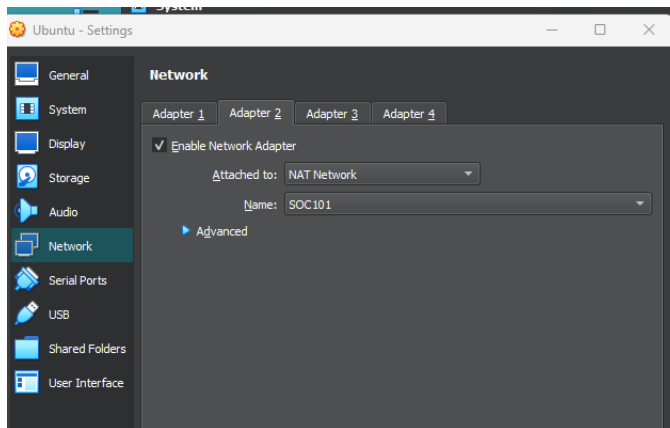 System
Ubuntu - Settings
General
System
Display
Storage
Audio
Network
Serial Ports
USB
Shared Folders
User Interface
Network
Adapter 1 Adapter 2 Adapter 3 Adapter 4
Enable Network Adapter
Attached to: NAT Network
Name: SOC101
Advanced